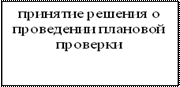 принятие решения о
проведении плановой
проверки